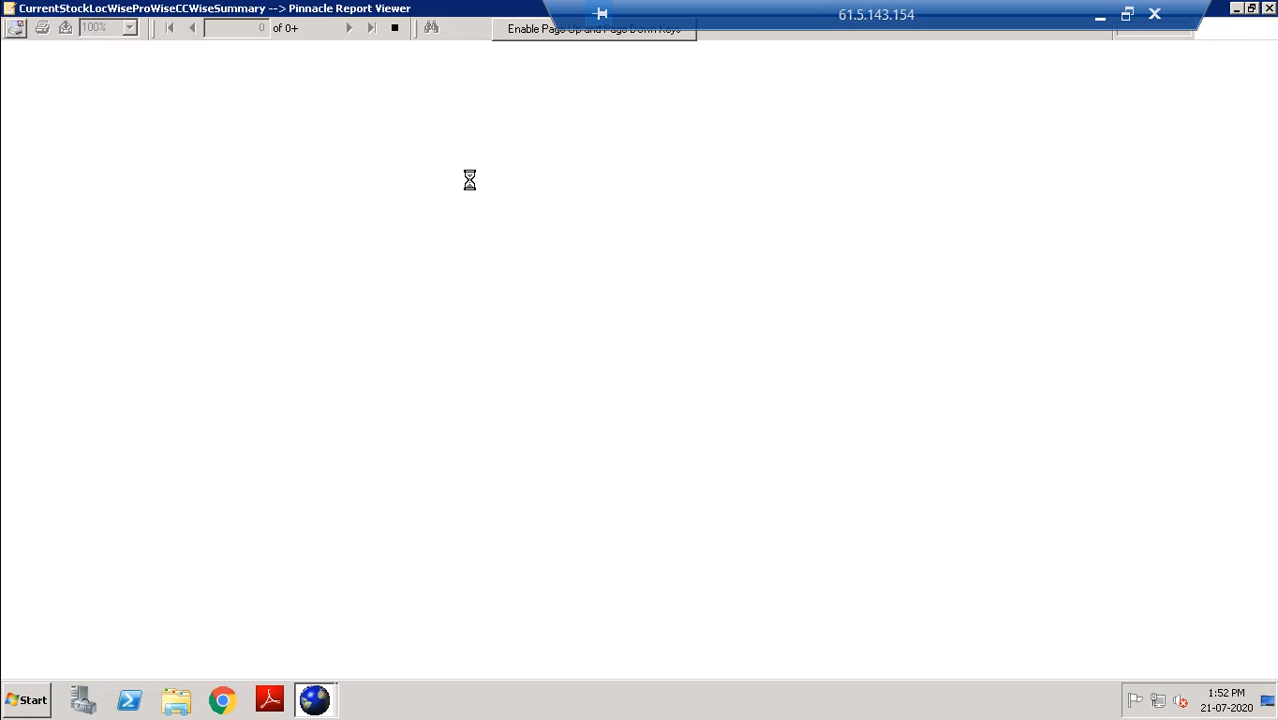 CurrentStockLocWiseProWiseCCWiseSummary --> Pinnacle Report Viewer
61.5.143.154
100%
0
of 0+
Enable Page Up and Page Down Keys
Start
1:52 PM
21-07-2020